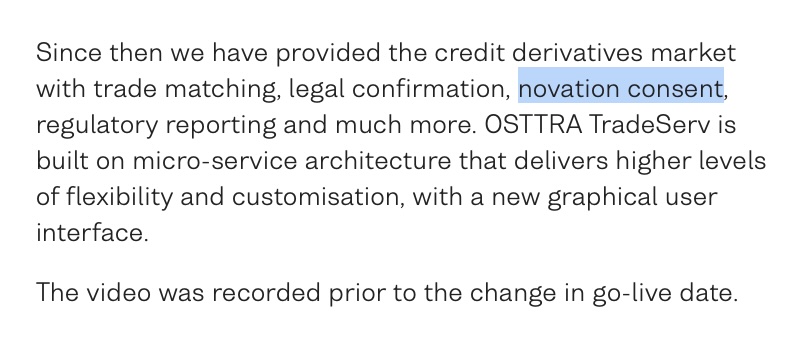 Since then we have provided the credit derivatives market
with trade matching, legal confirmation, novation consent,
regulatory reporting and much more. OSTTRA TradeServ is
built on micro-service architecture that delivers higher levels
of flexibility and customisation, with a new graphical user
interface.
The video was recorded prior to the change in go-live date.